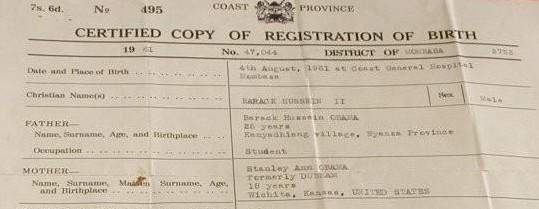 7s. 6d. No 495 COAST PROVINCE
CERTIFIED COPY OF REGISTRATION OF BIRTH
19 61 No. 47,044 DISTRICT OF MOMBASA
Date and Place of Birth 4th August, 1961 at Coast General Hospital
Mombasa
Christian Name(s) BARACK HUSSEIN II Sex Male
FATHER— Barack Hussein OBAMA
Name, Surname, Age, and Birthplace 26 years
Kanyadhiang village, Nyanza Province
Occupation Student
MOTHER— Stanley Ann OBAMA
Name, Surname, Maiden Surname, Age, formerly DUNHAM
and Birthplace 18 years
Wichita, Kansas, UNITED STATES